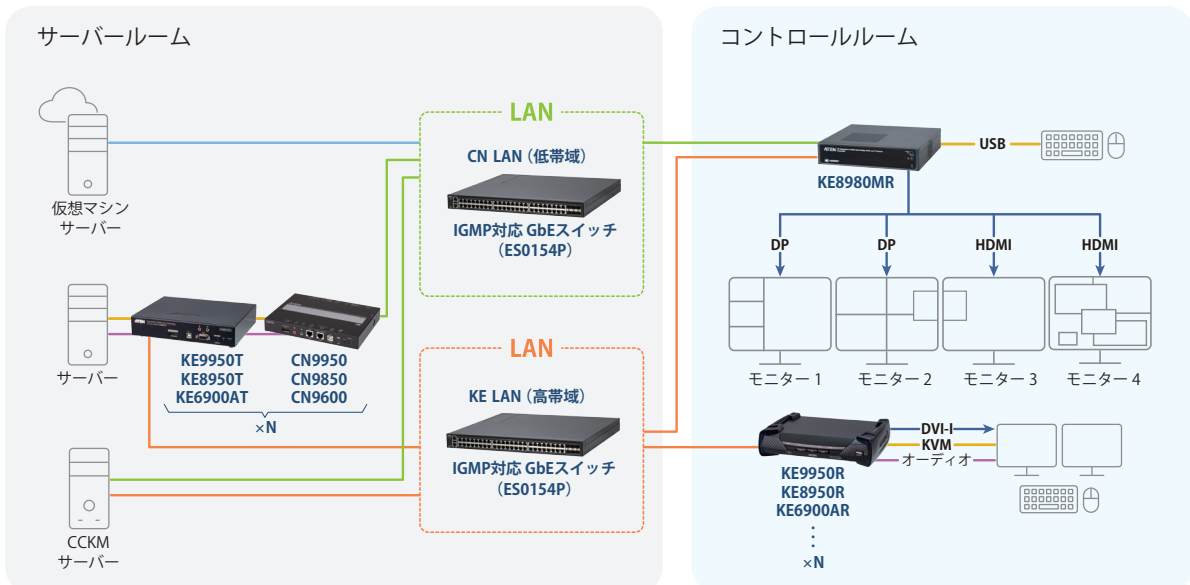 サーバールーム
コントロールルーム
LAN
CN LAN（低帯域）
IGMP対応 GbEスイッチ
（ES0154P）
仮想マシン
サーバー
KE9950T
KE8950T
KE6900AT
CN9950
CN9850
CN9600
×N
サーバー
LAN
KE LAN（高帯域）
IGMP対応 GbEスイッチ
（ES0154P）
CCKM
サーバー
KE8980MR
USB
DP
DP
HDMI
HDMI
モニター 1
モニター 2
モニター 3
モニター 4
DVI-I
KVM
オーディオ
KE9950R
KE8950R
KE6900AR
×N